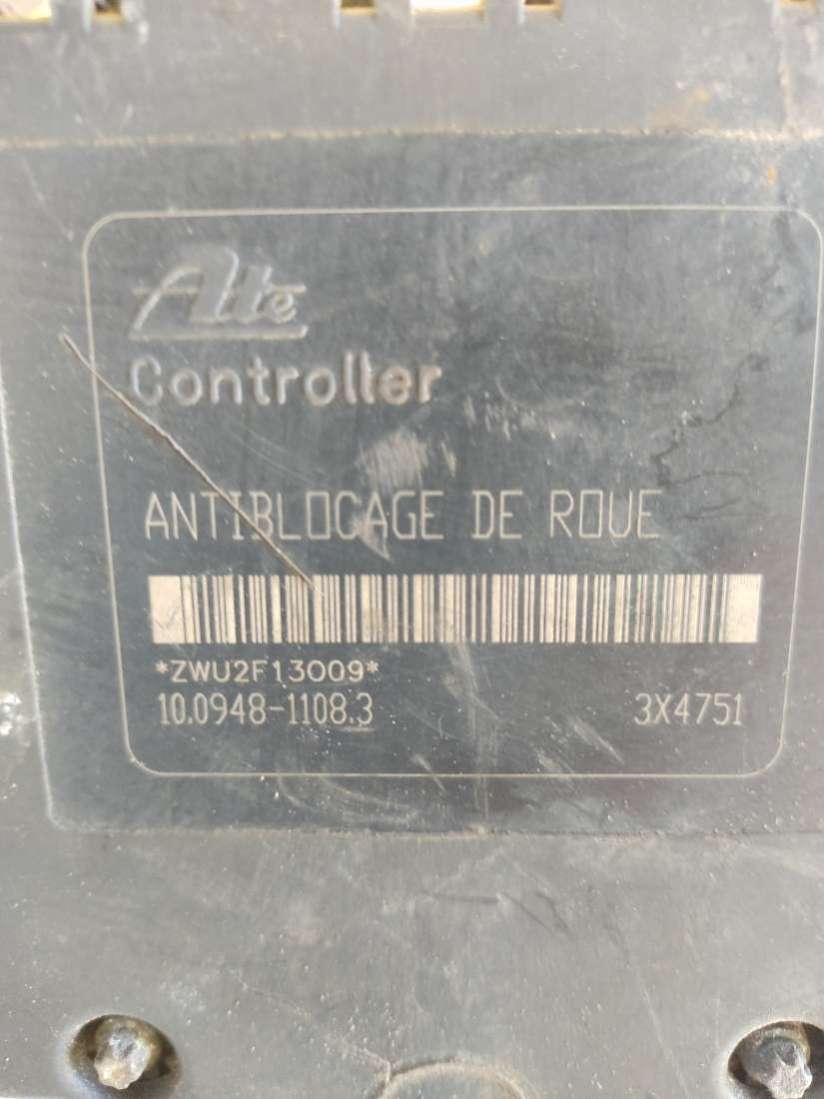 Ate
Controller
ANTIBLOCAGE DE ROUE
*ZWU2F13009*
10.0948-1108.3 3X4751